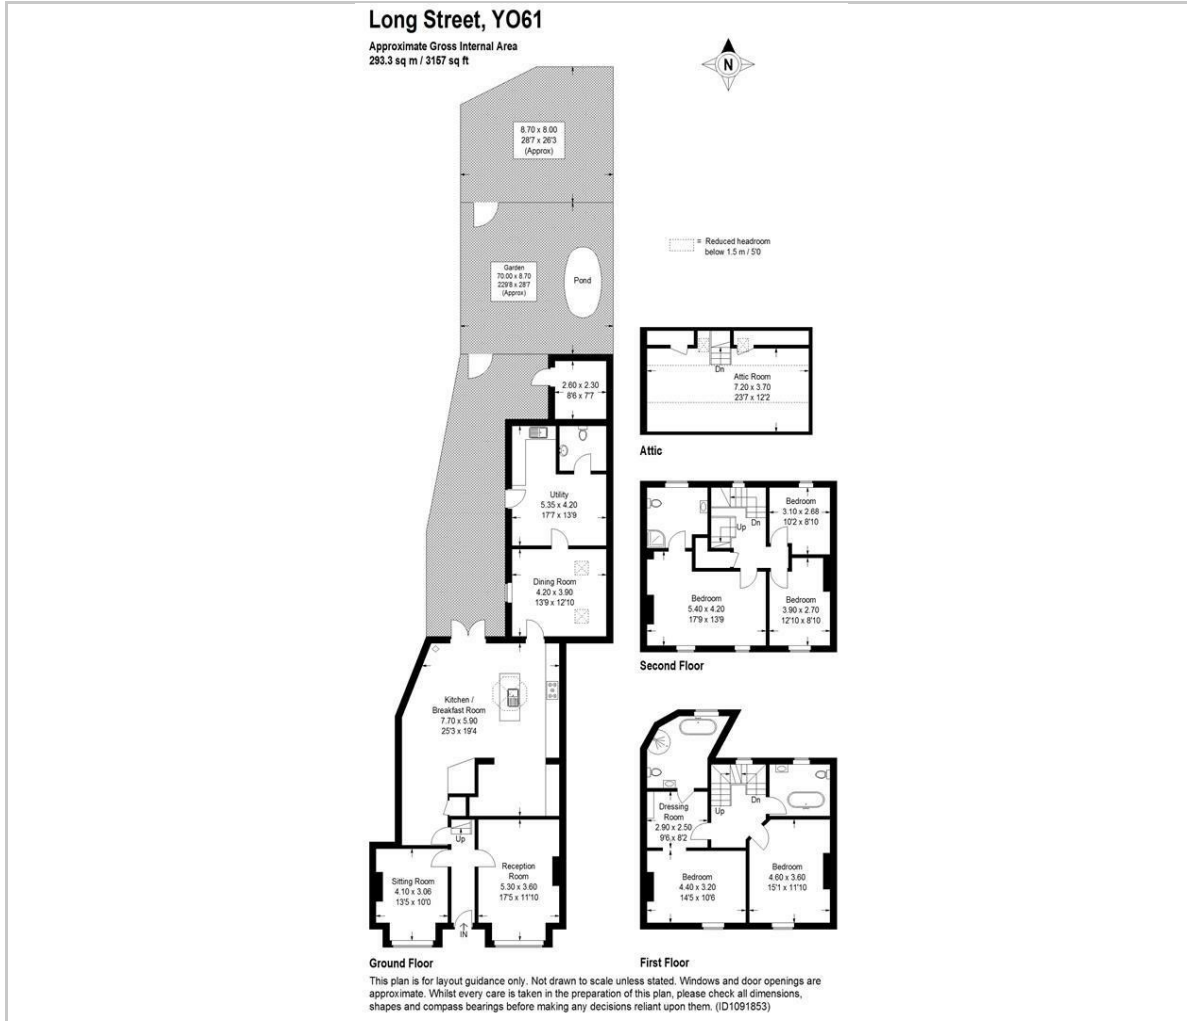 Long Street, YO61
Approximate Gross Internal Area
293.3 sq m / 3157 sq ft
N
8.70 x 8.00
28'7 x 26'3
(Approx)
= Reduced headroom
below 1.5 m / 5'0
Garden
70.00 x 8.70
229'8 x 28'7
(Approx)
Pond
2.60 x 2.30
8'6 x 7'7
Utility
5.35 x 4.20
17'7 x 13'9
Dining Room
4.20 x 3.90
13'9 x 12'10
Kitchen /
Breakfast Room
7.70 x 5.90
25'3 x 19'4
Up
Sitting Room
4.10 x 3.06
13'5 x 10'0
Reception
Room
5.30 x 3.60
17'5 x 11'10
IN
Ground Floor
Dn
Attic Room
7.20 x 3.70
23'7 x 12'2
Attic
Up
Dn
Bedroom
3.10 x 2.68
10'2 x 8'10
Bedroom
5.40 x 4.20
17'9 x 13'9
Bedroom
3.90 x 2.70
12'10 x 8'10
Second Floor
Dressing
Room
2.90 x 2.50
9'6 x 8'2
Up
Dn
Bedroom
4.40 x 3.20
14'5 x 10'6
Bedroom
4.60 x 3.60
15'1 x 11'10
First Floor
This plan is for layout guidance only. Not drawn to scale unless stated. Windows and door openings are
approximate. Whilst every care is taken in the preparation of this plan, please check all dimensions,
shapes and compass bearings before making any decisions reliant upon them. (ID1091853)